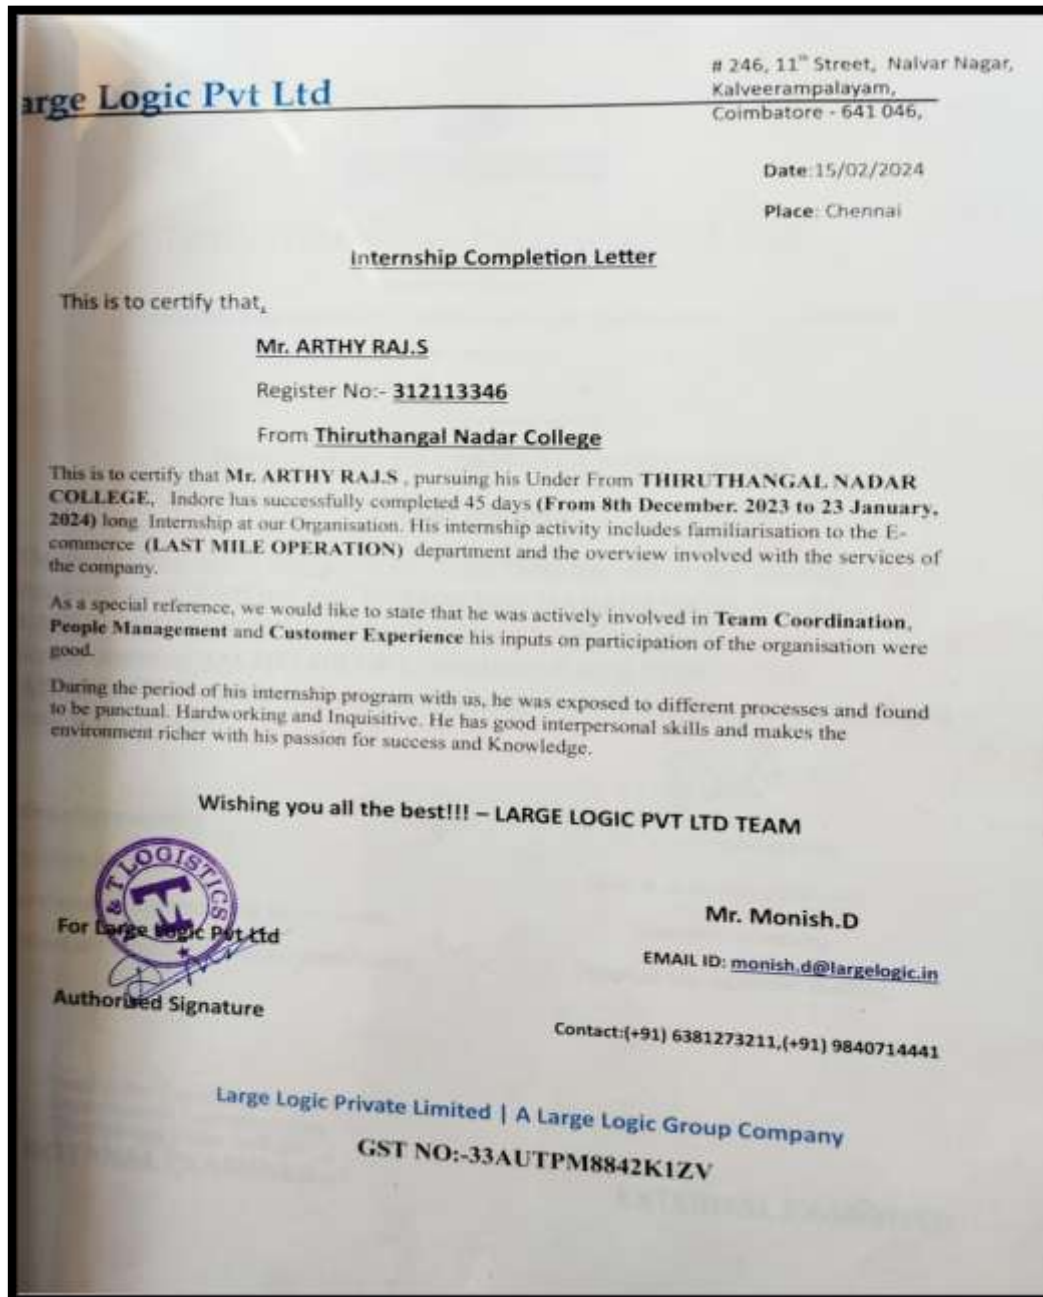 arge Logic Pvt Ltd
# 246, 11th Street, Nalvar Nagar,
Kalveerampalayam,
Coimbatore - 641 046,
Date:15/02/2024
Place: Chennai
Internship Completion Letter
This is to certify that,
Mr. ARTHY RAJ.S
Register No:- 312113346
From Thiruthangal Nadar College
This is to certify that Mr. ARTHY RAJ.S , pursuing his Under From THIRUTHANGAL NADAR
COLLEGE, Indore has successfully completed 45 days (From 8th December. 2023 to 23 January,
2024) long Internship at our Organisation. His internship activity includes familiarisation to the E-
commerce (LAST MILE OPERATION) department and the overview involved with the services of
the company.
As a special reference, we would like to state that he was actively involved in Team Coordination,
People Management and Customer Experience his inputs on participation of the organisation were
good.
During the period of his internship program with us, he was exposed to different processes and found
to be punctual. Hardworking and Inquisitive. He has good interpersonal skills and makes the
environment richer with his passion for success and Knowledge.
Wishing you all the best!!! – LARGE LOGIC PVT LTD TEAM
& T LOGISTICS
TM
For Large Logic Pvt Ltd
Authorised Signature
Mr. Monish.D
EMAIL ID: monish.d@largelogic.in
Contact:(+91) 6381273211,(+91) 9840714441
Large Logic Private Limited | A Large Logic Group Company
GST NO:-33AUTPM8842K1ZV